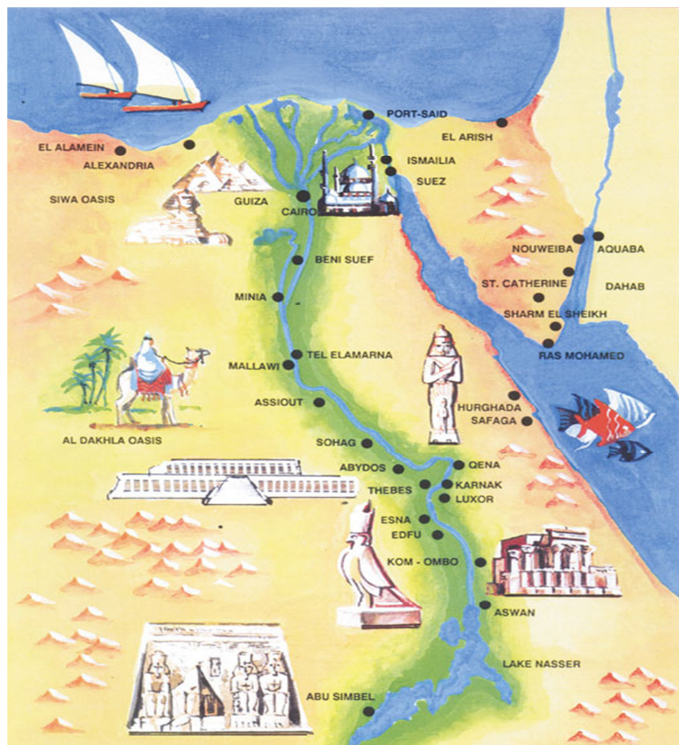 PORT-SAID
EL ARISH
EL ALAMEIN
ALEXANDRIA
ISMAILIA
SUEZ
SIWA OASIS
GUIZA
CAIRO
NOUWEIBA
AQUABA
BENI SUEF
ST. CATHERINE
DAHAB
MINIA
SHARM EL SHEIKH
RAS MOHAMED
TEL ELAMARNA
MALLAWI
ASSIOUT
HURGHADA
SAFAGA
AL DAKHLA OASIS
SOHAG
ABYDOS
QENA
THEBES
KARNAK
LUXOR
ESNA
EDFU
KOM - OMBO
ASWAN
LAKE NASSER
ABU SIMBEL